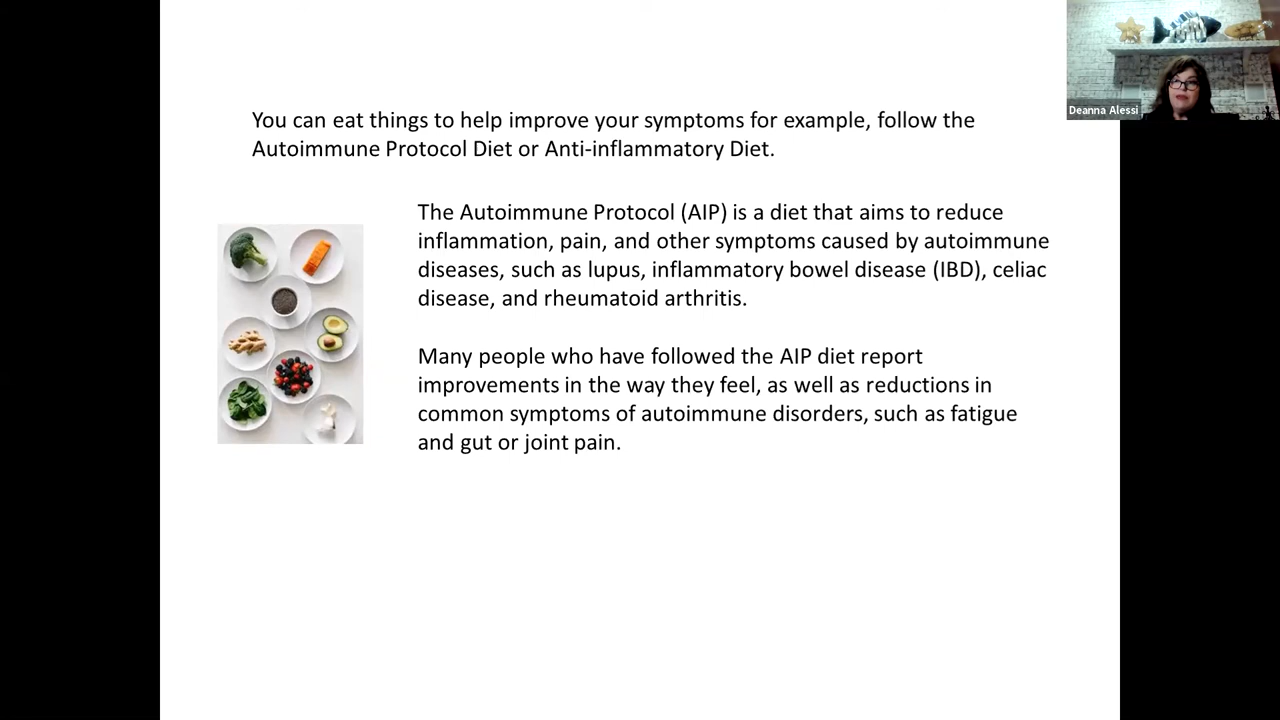 You can eat things to help improve your symptoms for example, follow the
Autoimmune Protocol Diet or Anti-inflammatory Diet.
The Autoimmune Protocol (AIP) is a diet that aims to reduce
inflammation, pain, and other symptoms caused by autoimmune
diseases, such as lupus, inflammatory bowel disease (IBD), celiac
disease, and rheumatoid arthritis.
Many people who have followed the AIP diet report
improvements in the way they feel, as well as reductions in
common symptoms of autoimmune disorders, such as fatigue
and gut or joint pain.
Deanna Alessi